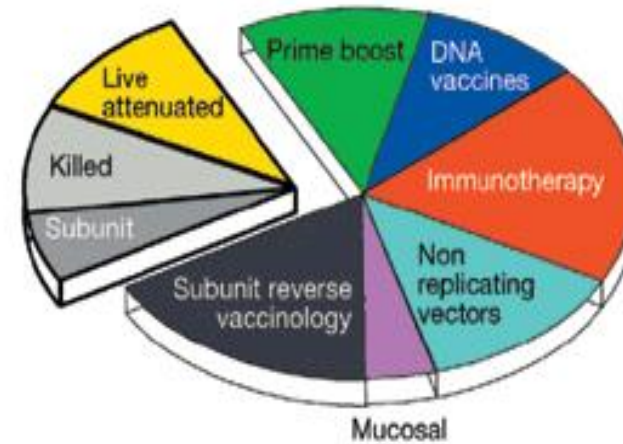 Prime boost
DNA
vaccines
Live
attenuated
Killed
Immunotherapy
Subunit
Non
replicating
vectors
Subunit reverse
vaccinology
Mucosal